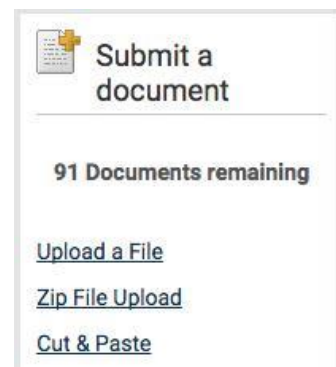 Submit a
document
91 Documents remaining
Upload a File
Zip File Upload
Cut & Paste